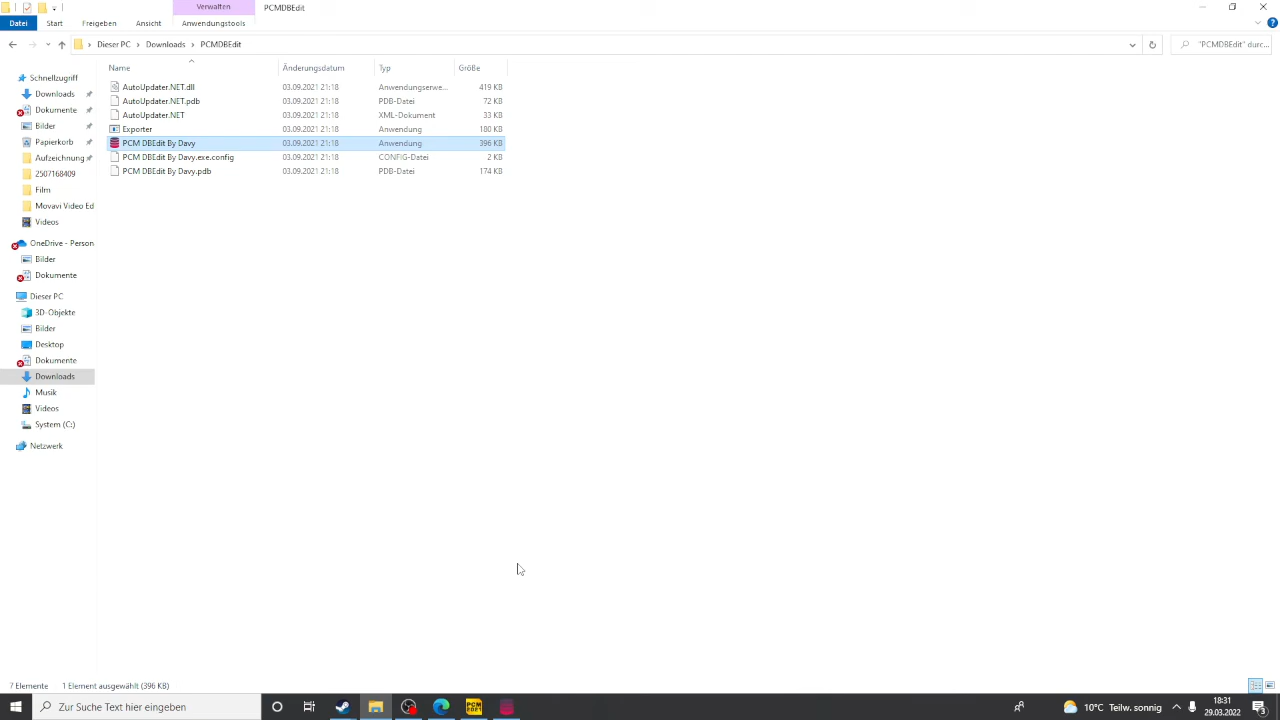 Verwalten PCMDBEdit
Datei Start Freigeben Ansicht Anwendungstools
Dieser PC Downloads PCMDBEdit "PCMDBEdit" durc...
Name Änderungsdatum Typ Größe
AutoUpdater.NET.dll 03.09.2021 21:18 Anwendungserwe... 419 KB
AutoUpdater.NET.pdb 03.09.2021 21:18 PDB-Datei 72 KB
AutoUpdater.NET 03.09.2021 21:18 XML-Dokument 33 KB
Exporter 03.09.2021 21:18 Anwendung 180 KB
PCM DBEdit By Davy 03.09.2021 21:18 Anwendung 396 KB
PCM DBEdit By Davy.exe.config 03.09.2021 21:18 CONFIG-Datei 2 KB
PCM DBEdit By Davy.pdb 03.09.2021 21:18 PDB-Datei 174 KB
Schnellzugriff
Downloads
Dokumente
Bilder
Papierkorb
Aufzeichnung
2507168409
Film
Movavi Video Ed
Videos
OneDrive - Person
Bilder
Dokumente
Dieser PC
3D-Objekte
Bilder
Desktop
Dokumente
Downloads
Musik
Videos
System (C:)
Netzwerk
7 Elemente 1 Element ausgewählt (396 KB)
Zur Suche Text hier eingeben
PCM
2021
10°C Teilw. sonnig
18:31
29.03.2022
3